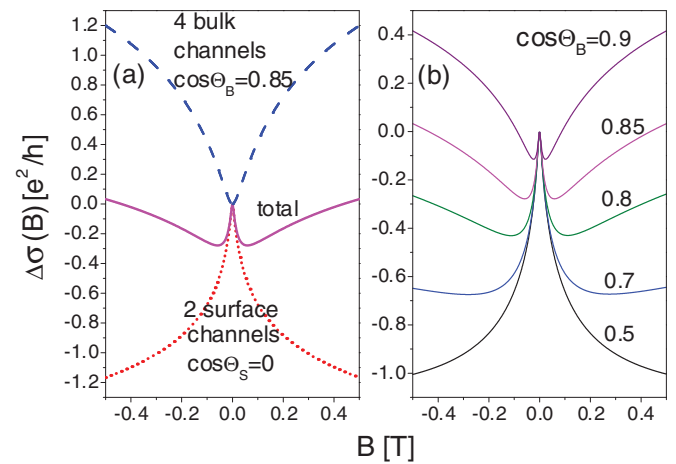 Δσ(B) [e²/h]
1.2
1.0
0.8
0.6
0.4
0.2
0.0
-0.2
-0.4
-0.6
-0.8
-1.0
-1.2
-0.4 -0.2 0.0 0.2 0.4
(a)
4 bulk
channels
cosΘ_B=0.85
total
2 surface
channels
cosΘ_S=0
0.4
0.2
0.0
-0.2
-0.4
-0.6
-0.8
-1.0
-0.4 -0.2 0.0 0.2 0.4
(b)
cosΘ_B=0.9
0.85
0.8
0.7
0.5
B [T]